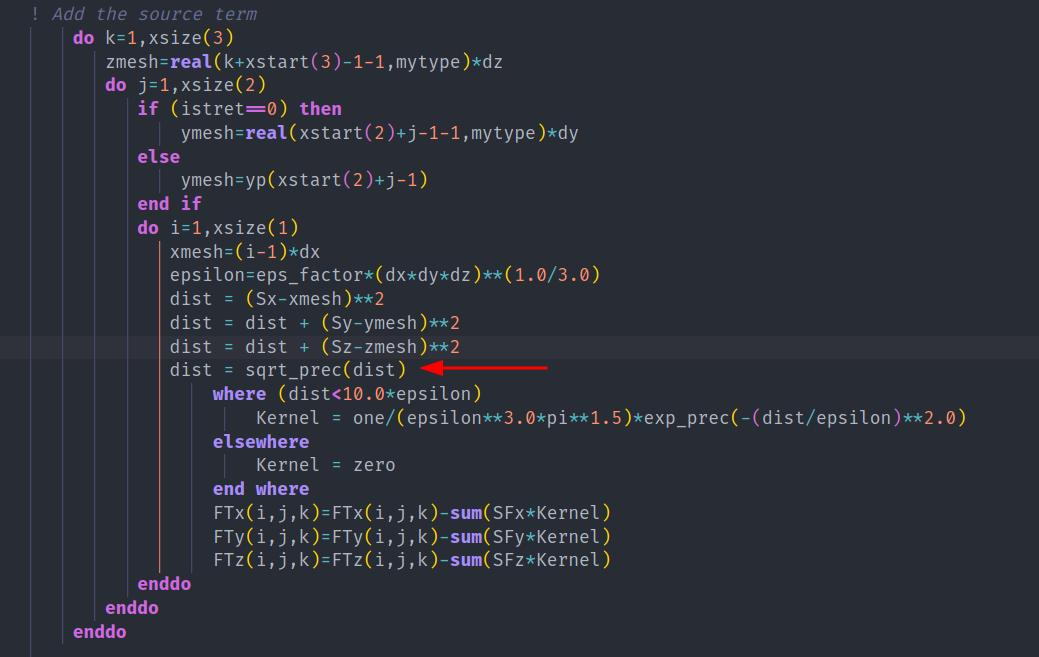 ! Add the source term
do k=1,xsize(3)
zmesh=real(k+xstart(3)-1-1,mytype)*dz
do j=1,xsize(2)
if (istret==0) then
ymesh=real(xstart(2)+j-1-1,mytype)*dy
else
ymesh=yp(xstart(2)+j-1)
end if
do i=1,xsize(1)
xmesh=(i-1)*dx
epsilon=eps_factor*(dx*dy*dz)**(1.0/3.0)
dist = (Sx-xmesh)**2
dist = dist + (Sy-ymesh)**2
dist = dist + (Sz-zmesh)**2
dist = sqrt_prec(dist)
where (dist<10.0*epsilon)
Kernel = one/(epsilon**3.0*pi**1.5)*exp_prec(-(dist/epsilon)**2.0)
elsewhere
Kernel = zero
end where
FTx(i,j,k)=FTx(i,j,k)-sum(SFx*Kernel)
FTy(i,j,k)=FTy(i,j,k)-sum(SFy*Kernel)
FTz(i,j,k)=FTz(i,j,k)-sum(SFz*Kernel)
enddo
enddo
enddo